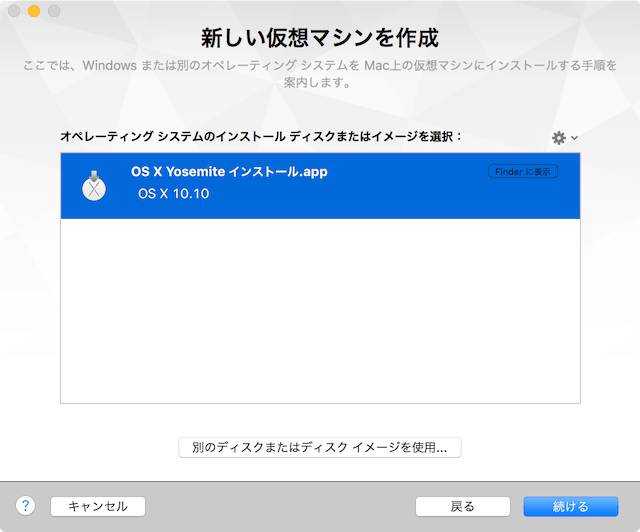 新しい仮想マシンを作成
ここでは、Windows または別のオペレーティング システムを Mac上の仮想マシンにインストールする手順を
案内します。
オペレーティング システムのインストール ディスクまたはイメージを選択：
OS X Yosemite インストール.app
Finder に表示
OS X 10.10
別のディスクまたはディスク イメージを使用...
?
キャンセル
戻る
続ける